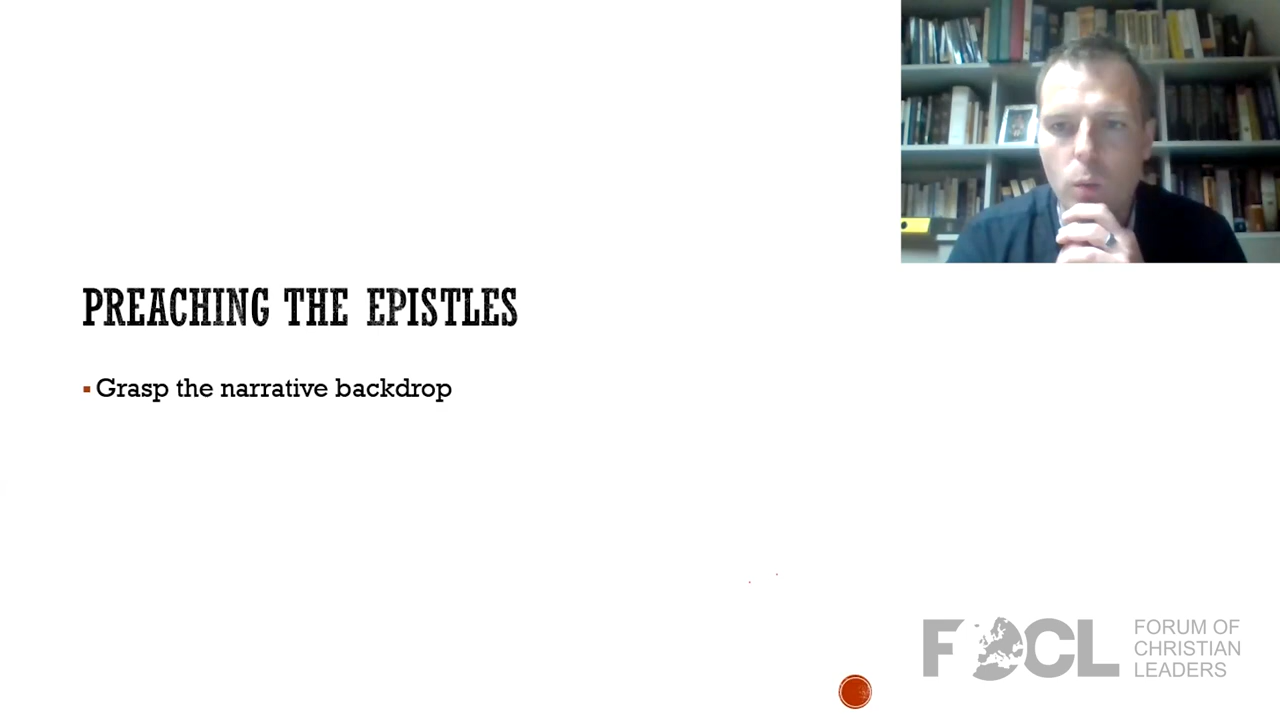 PREACHING THE EPISTLES
Grasp the narrative backdrop
FOCL
FORUM OF
CHRISTIAN
LEADERS